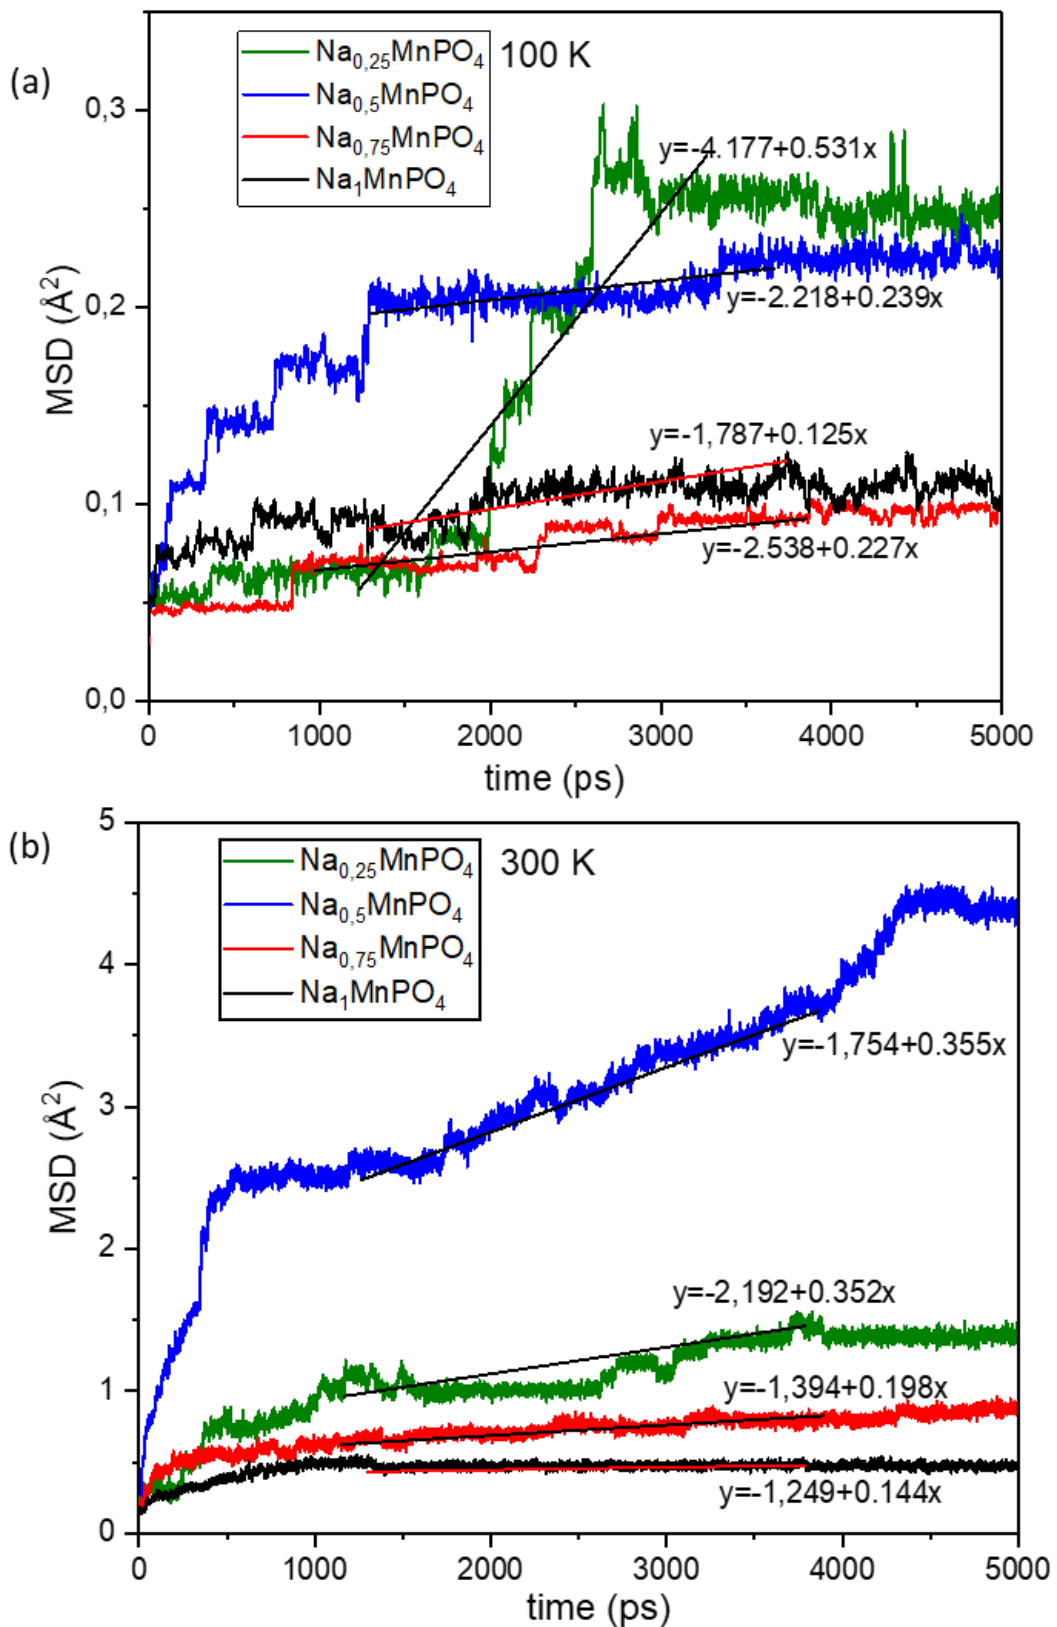 (a)
Na0,25MnPO4
Na0,5MnPO4
Na0,75MnPO4
Na1MnPO4
100 K
y=-4.177+0.531x
y=-2.218+0.239x
y=-1,787+0.125x
y=-2.538+0.227x
MSD (Å2)
0,3
0,2
0,1
0,0
0 1000 2000 3000 4000 5000
time (ps)
(b)
Na0,25MnPO4
Na0,5MnPO4
Na0,75MnPO4
Na1MnPO4
300 K
y=-1,754+0.355x
y=-2,192+0.352x
y=-1,394+0.198x
y=-1,249+0.144x
MSD (Å2)
5
4
3
2
1
0
0 1000 2000 3000 4000 5000
time (ps)